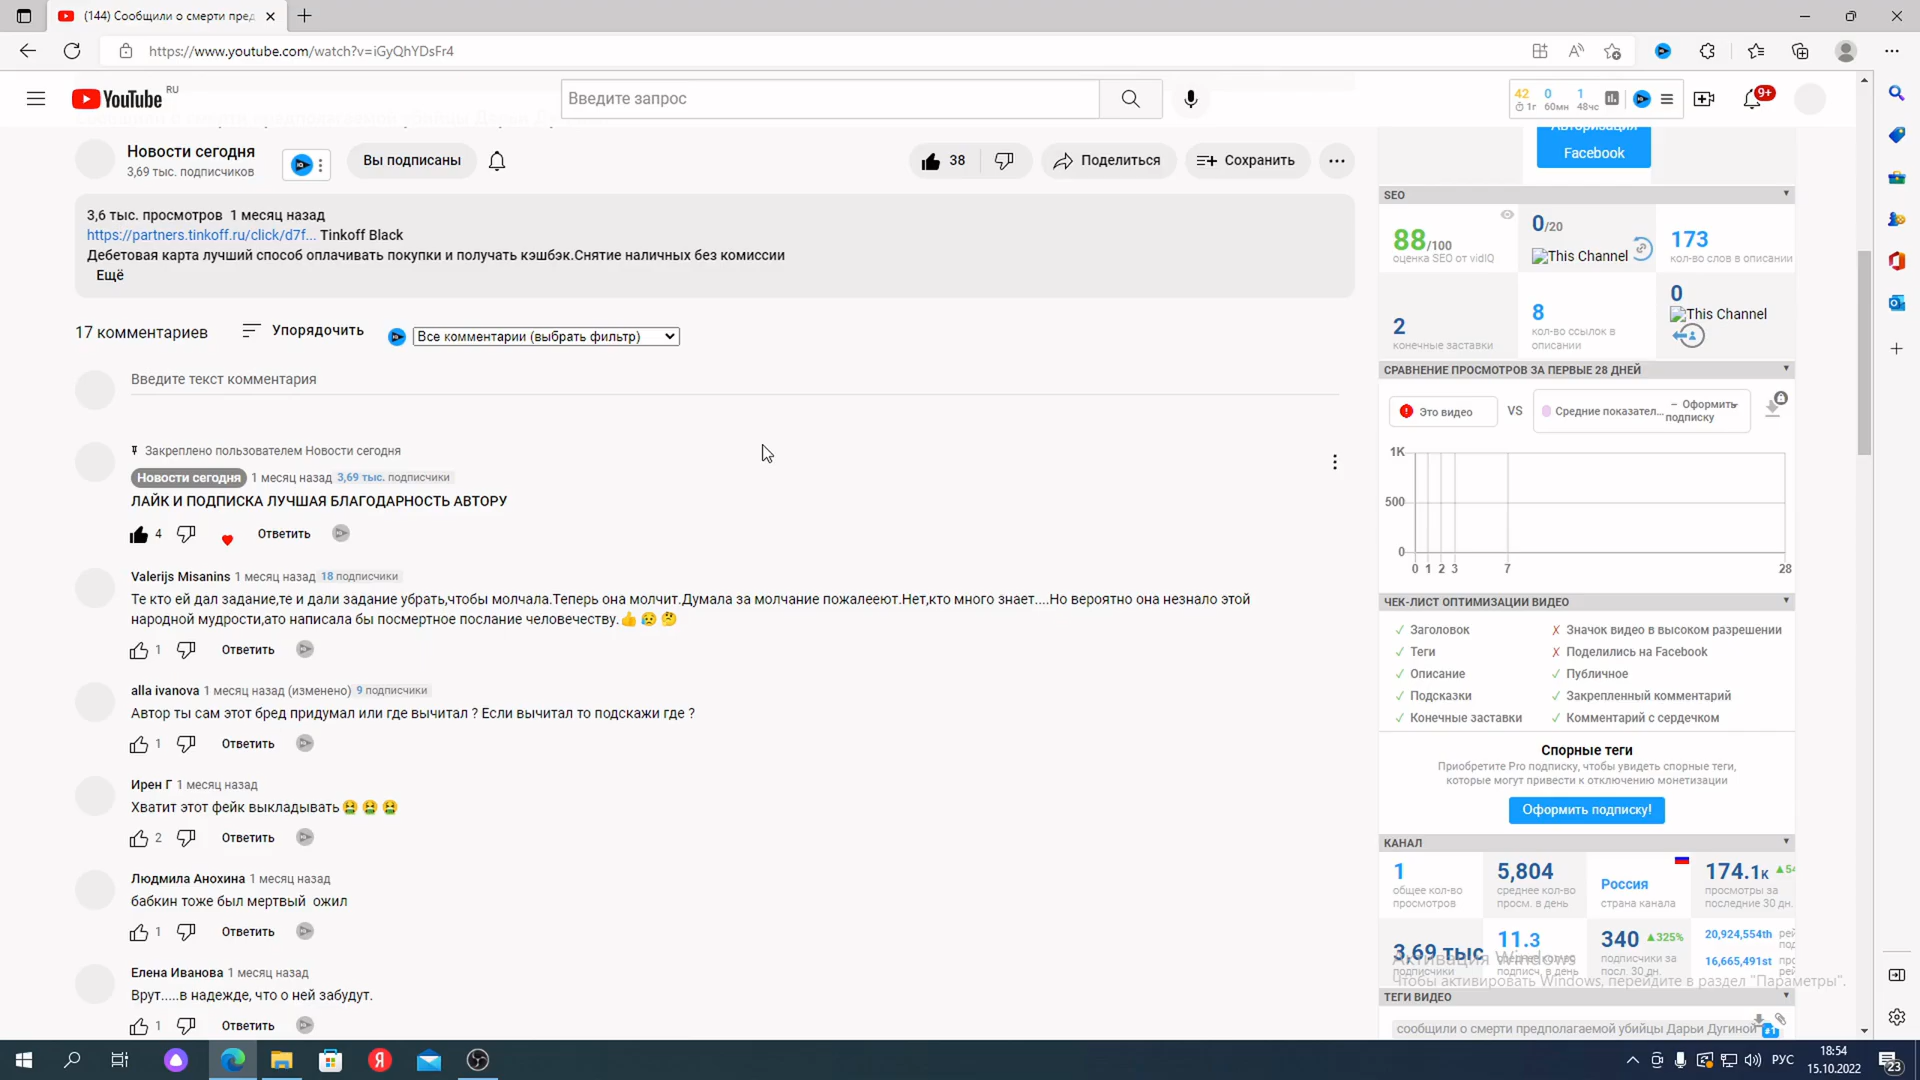 (144) Сообщили о смерти пред
https://www.youtube.com/watch?v=iGyQhYDsFr4
YouTube RU
Введите запрос
42 0 1
1г 60мн 48чс
9+
Новости сегодня
3,69 тыс. подписчиков
Вы подписаны
38
Поделиться
Сохранить
3,6 тыс. просмотров 1 месяц назад
https://partners.tinkoff.ru/click/d7f... Tinkoff Black
Дебетовая карта лучший способ оплачивать покупки и получать кэшбэк.Снятие наличных без комиссии
Ещё
17 комментариев
Упорядочить
Все комментарии (выбрать фильтр)
Введите текст комментария
Закреплено пользователем Новости сегодня
Новости сегодня 1 месяц назад 3,69 тыс. подписчики
ЛАЙК И ПОДПИСКА ЛУЧШАЯ БЛАГОДАРНОСТЬ АВТОРУ
4 Ответить
Valerijs Misanins 1 месяц назад 18 подписчики
Те кто ей дал задание,те и дали задание убрать,чтобы молчала.Теперь она молчит.Думала за молчание пожалееют.Нет,кто много знает....Но вероятно она незнало этой
народной мудрости,ато написала бы посмертное послание человечеству.👍😥🤔
1 Ответить
alla ivanova 1 месяц назад (изменено) 9 подписчики
Автор ты сам этот бред придумал или где вычитал ? Если вычитал то подскажи где ?
1 Ответить
Ирен Г 1 месяц назад
Хватит этот фейк выкладывать🤮🤮🤮
2 Ответить
Людмила Анохина 1 месяц назад
бабкин тоже был мертвый ожил
1 Ответить
Елена Иванова 1 месяц назад
Врут.....в надежде, что о ней забудут.
1 Ответить
Авторизация
Facebook
SEO
88/100
оценка SEO от vidIQ
0/20
This Channel
173
кол-во слов в описании
2
конечные заставки
8
кол-во ссылок в
описании
0
This Channel
СРАВНЕНИЕ ПРОСМОТРОВ ЗА ПЕРВЫЕ 28 ДНЕЙ
Это видео
VS
Средние показател...
– Оформить
подписку
1K
500
0
0 1 2 3 7 28
ЧЕК-ЛИСТ ОПТИМИЗАЦИИ ВИДЕО
✓ Заголовок
✗ Значок видео в высоком разрешении
✓ Теги
✗ Поделились на Facebook
✓ Описание
✓ Публичное
✓ Подсказки
✓ Закрепленный комментарий
✓ Конечные заставки
✓ Комментарий с сердечком
Спорные теги
Приобретите Pro подписку, чтобы увидеть спорные теги,
которые могут привести к отключению монетизации
Оформить подписку!
КАНАЛ
1
общее кол-во
просмотров
5,804
среднее кол-во
просм. в день
Россия
страна канала
174.1к ▲54
просмотры за
последние 30 дн.
3,69 тыс
подписчики
11.3
среднее кол-во
подписч. в день
340 ▲325%
подписчики за
посл. 30 дн.
20,924,554th
16,665,491st
Активация Windows
Чтобы активировать Windows, перейдите в раздел "Параметры".
ТЕГИ ВИДЕО
сообщили о смерти предполагаемой убийцы Дарьи Дугиной
#1
РУС
18:54
15.10.2022
23